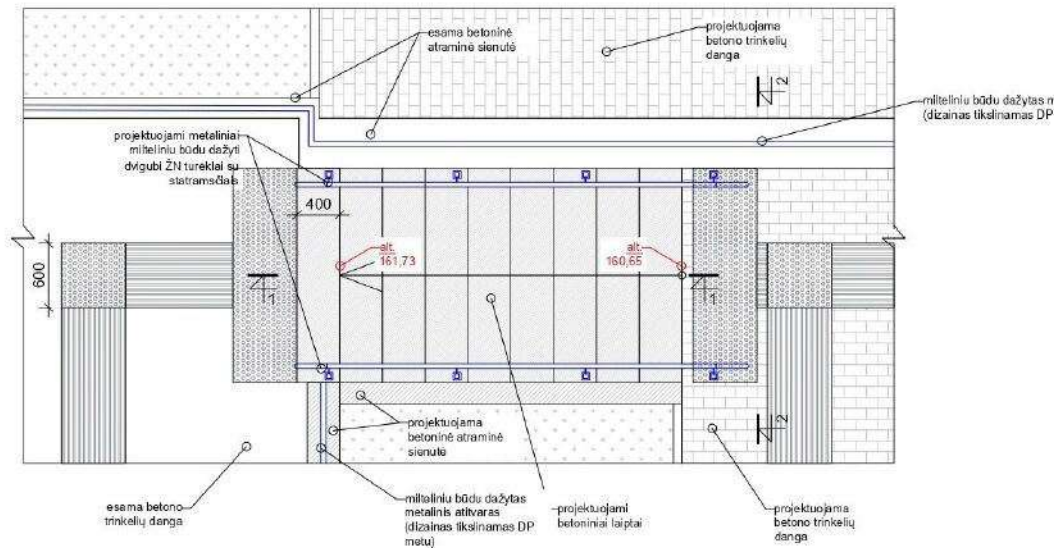 esama betoninė
atraminė sienutė
projektuojama
betono trinkelių
danga
2
milteliniu būdu dažytas m
(dizainas tikslinamas DP
projektuojami metaliniai
milteliniu būdu dažyti
dvigubi ŽN turėklai su
statramsčiais
400
600
alt.
161,73
alt.
160,65
1
1
2
projektuojama
betoninė atraminė
sienutė
esama betono
trinkelių danga
milteliniu būdu dažytas
metalinis atitvaras
(dizainas tikslinamas DP
metu)
projektuojami
betoniniai laiptai
projektuojama
betono trinkelių
danga